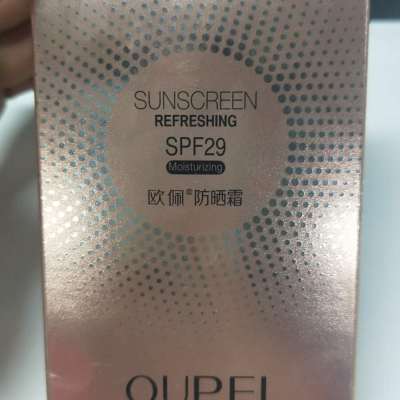 SUNSCREEN
REFRESHING
SPF29
Moisturizing
欧佩®防晒霜
OUPEI